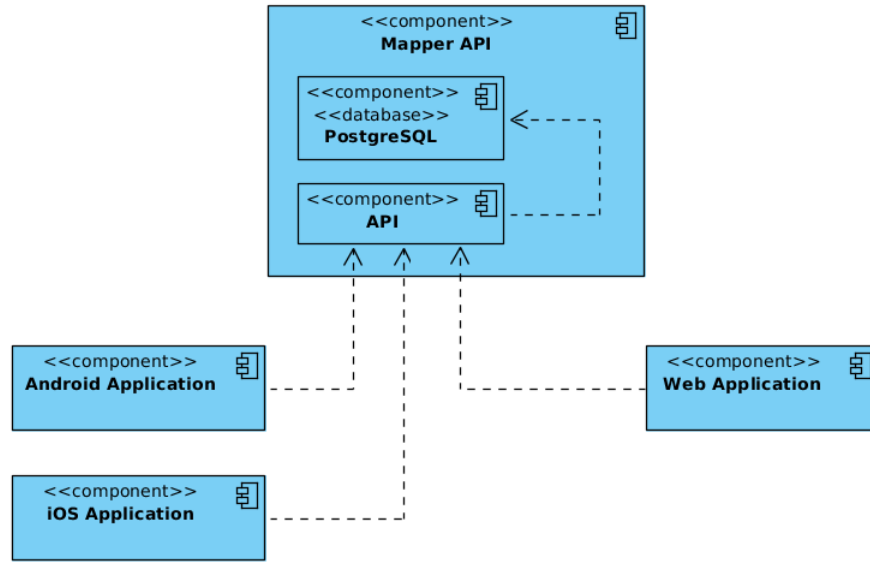 <<component>>
Mapper API
<<component>>
<<database>>
PostgreSQL
<<component>>
API
<<component>>
Android Application
<<component>>
Web Application
<<component>>
iOS Application